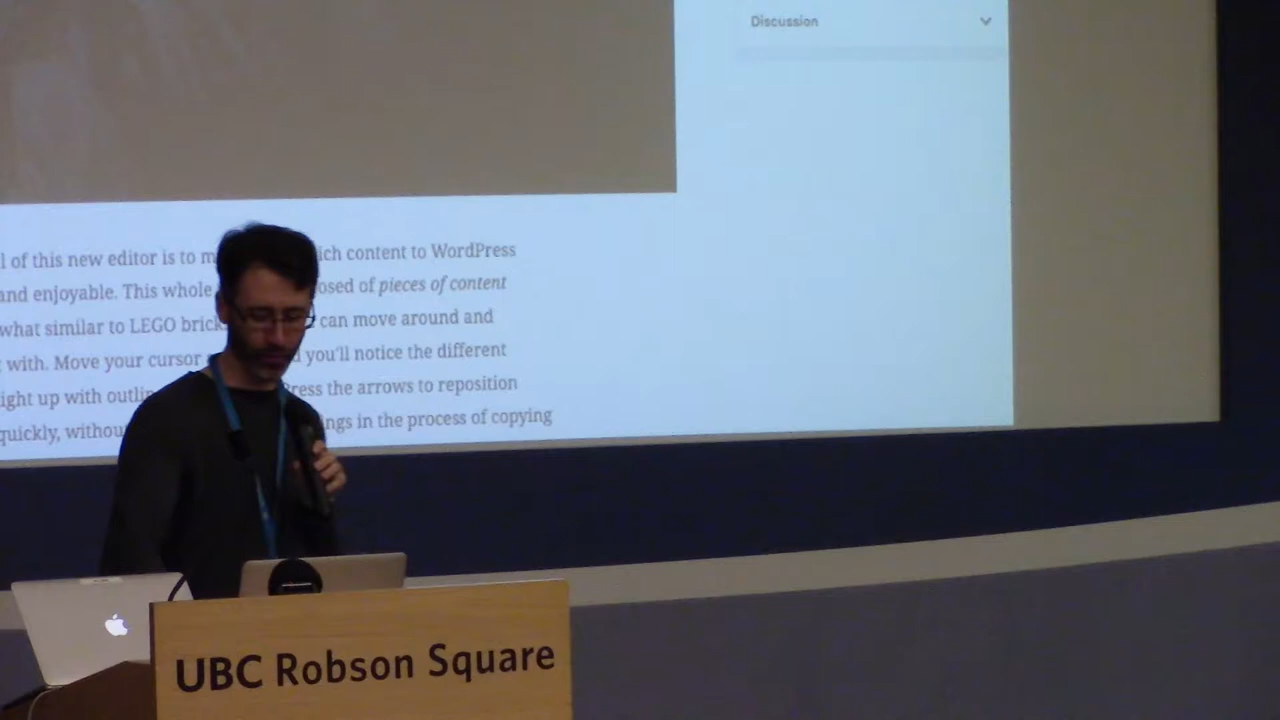 Discussion
l of this new editor is to m ich content to WordPress
and enjoyable. This whole osed of pieces of content
what similar to LEGO brick can move around and
with. Move your cursor you'll notice the different
ight up with outlin Press the arrows to reposition
quickly, withou ngs in the process of copying
UBC Robson Square